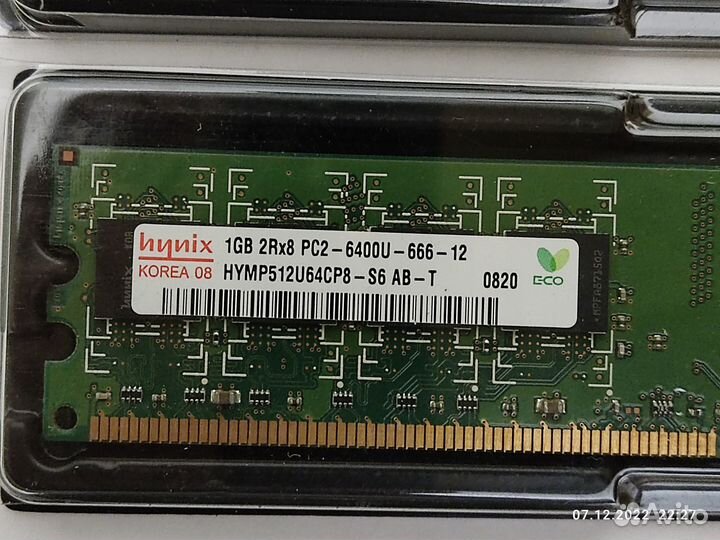 hynix
KOREA 08
1GB 2Rx8 PC2-6400U-666-12
HYMP512U64CP8-S6 AB-T
0820
ECO
07.12.2022 22:27
Avito